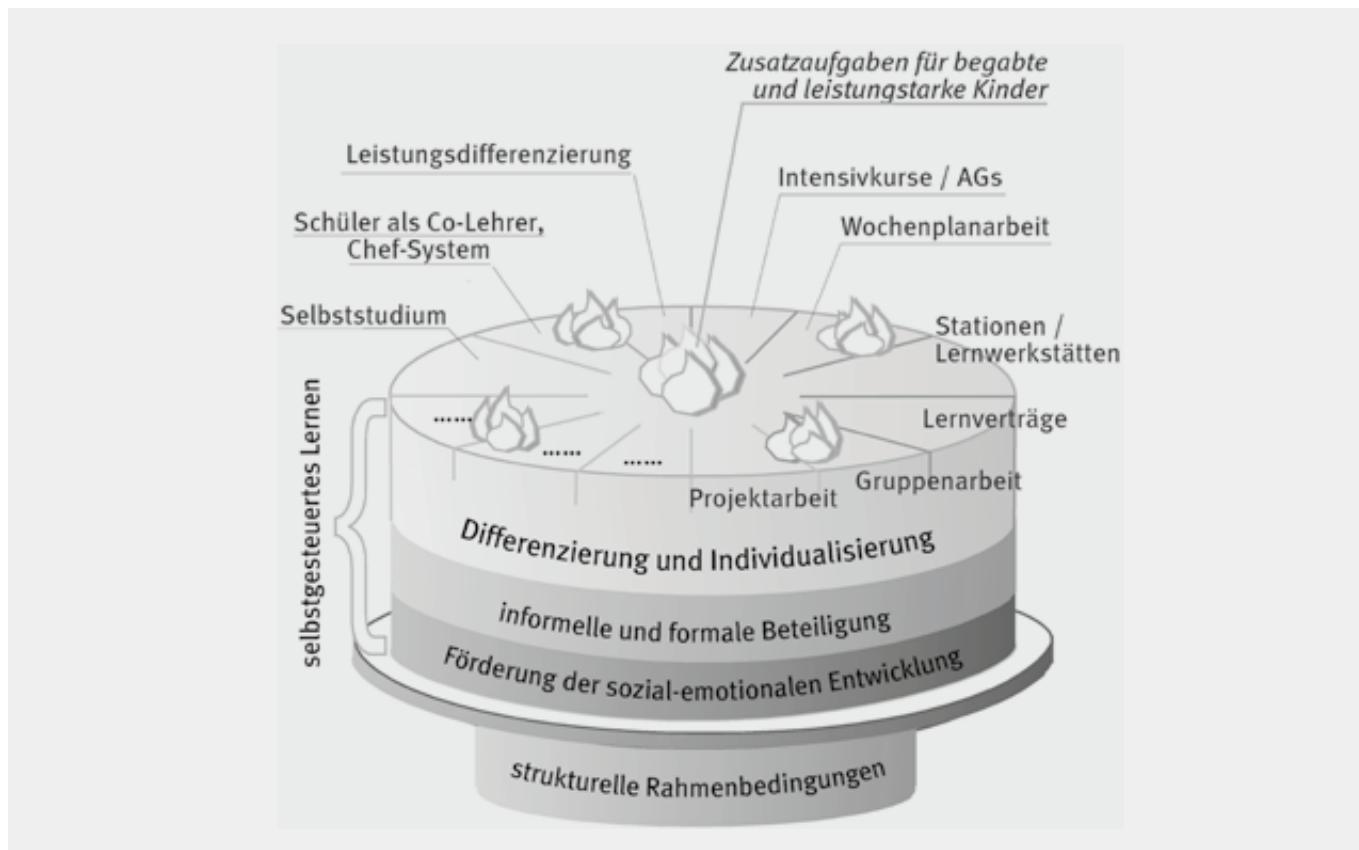 Zusatzaufgaben für begabte
und leistungstarke Kinder
Leistungsdifferenzierung
Intensivkurse / AGs
Schüler als Co-Lehrer,
Chef-System
Wochenplanarbeit
Selbststudium
Stationen /
Lernwerkstätten
selbstgesteuertes Lernen
......
Lernverträge
......
......
Gruppenarbeit
Projektarbeit
Differenzierung und Individualisierung
informelle und formale Beteiligung
Förderung der sozial-emotionalen Entwicklung
strukturelle Rahmenbedingungen